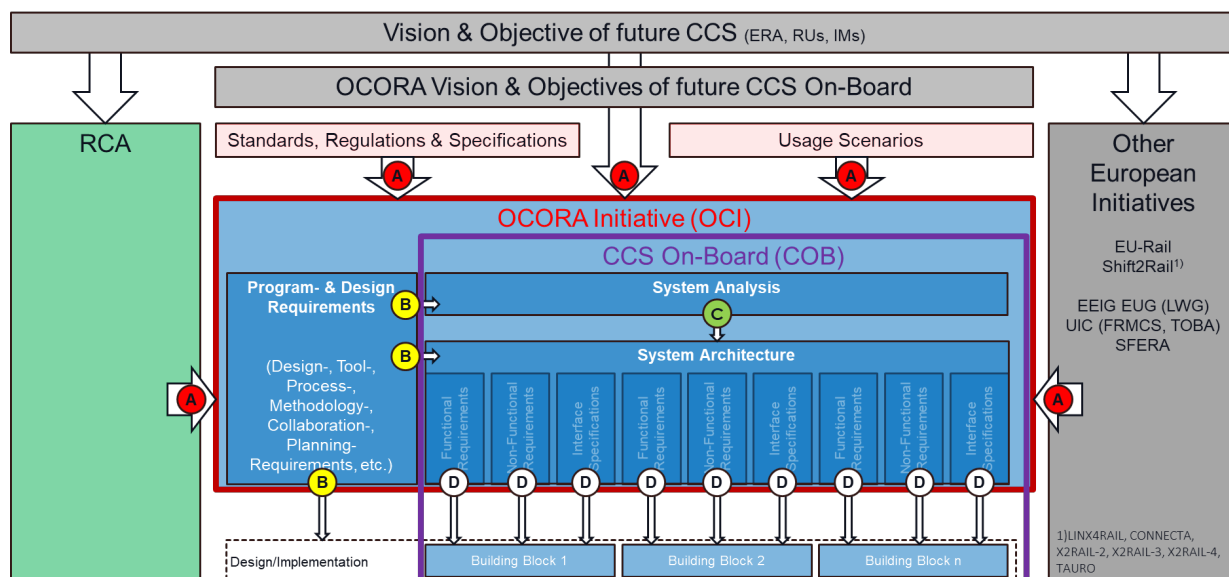 Vision & Objective of future CCS (ERA, RUs, IMs)
OCORA Vision & Objectives of future CCS On-Board
RCA
Standards, Regulations & Specifications
Usage Scenarios
Other
European
Initiatives
EU-Rail
Shift2Rail1)
EEIG EUG (LWG)
UIC (FRMCS, TOBA)
SFERA
A
A
A
OCORA Initiative (OCI)
CCS On-Board (COB)
Program- & Design
Requirements
B
System Analysis
C
B
System Architecture
(Design-, Tool-,
Process-,
Methodology-,
Collaboration-,
Planning-
Requirements, etc.)
A
A
Functional
Requirements
Non-Functional
Requirements
Interface
Specifications
Functional
Requirements
Non-Functional
Requirements
Interface
Specifications
Functional
Requirements
Non-Functional
Requirements
Interface
Specifications
B
D
D
D
D
D
D
D
D
D
Design/Implementation
Building Block 1
Building Block 2
Building Block n
1)LINX4RAIL, CONNECTA,
X2RAIL-2, X2RAIL-3, X2RAIL-4,
TAURO